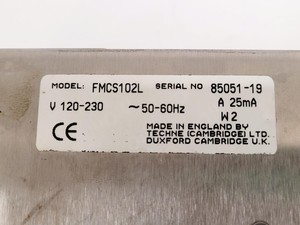 MODEL: FMCS102L SERIAL NO 85051-19
V 120-230 ~50-60Hz A 25mA
W 2
CE MADE IN ENGLAND BY
TECHNE (CAMBRIDGE) LTD.
DUXFORD CAMBRIDGE U.K.